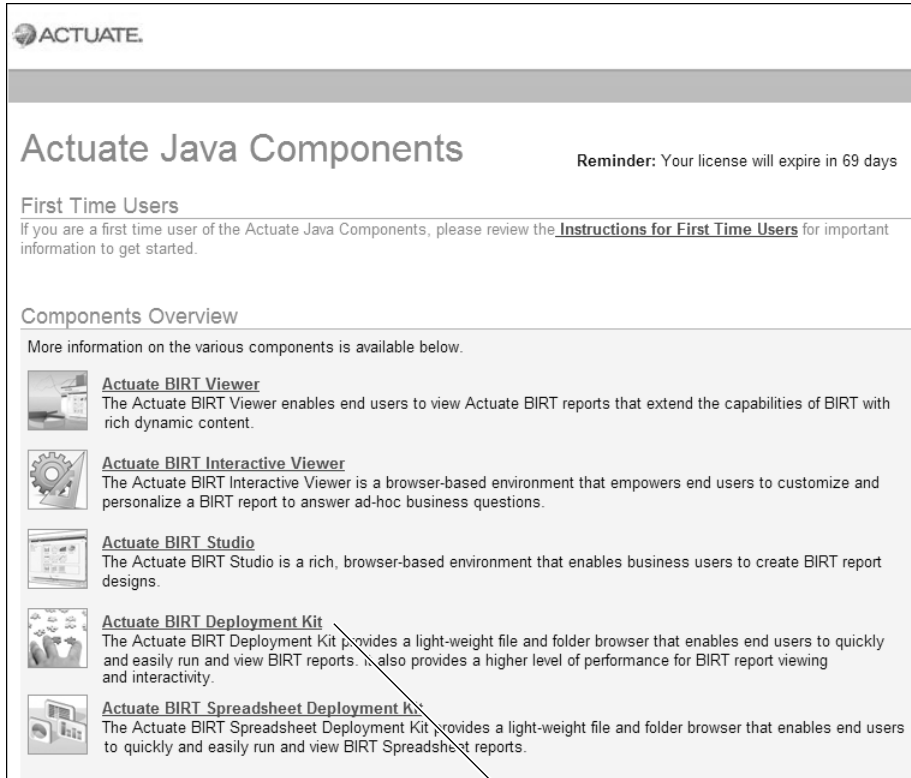 ACTUATE.
Actuate Java Components
Reminder: Your license will expire in 69 days
First Time Users
If you are a first time user of the Actuate Java Components, please review the Instructions for First Time Users for important
information to get started.
Components Overview
More information on the various components is available below.
Actuate BIRT Viewer
The Actuate BIRT Viewer enables end users to view Actuate BIRT reports that extend the capabilities of BIRT with
rich dynamic content.
Actuate BIRT Interactive Viewer
The Actuate BIRT Interactive Viewer is a browser-based environment that empowers end users to customize and
personalize a BIRT report to answer ad-hoc business questions.
Actuate BIRT Studio
The Actuate BIRT Studio is a rich, browser-based environment that enables business users to create BIRT report
designs.
Actuate BIRT Deployment Kit
The Actuate BIRT Deployment Kit provides a light-weight file and folder browser that enables end users to quickly
and easily run and view BIRT reports. It also provides a higher level of performance for BIRT report viewing
and interactivity.
Actuate BIRT Spreadsheet Deployment Kit
The Actuate BIRT Spreadsheet Deployment Kit provides a light-weight file and folder browser that enables end users
to quickly and easily run and view BIRT Spreadsheet reports.